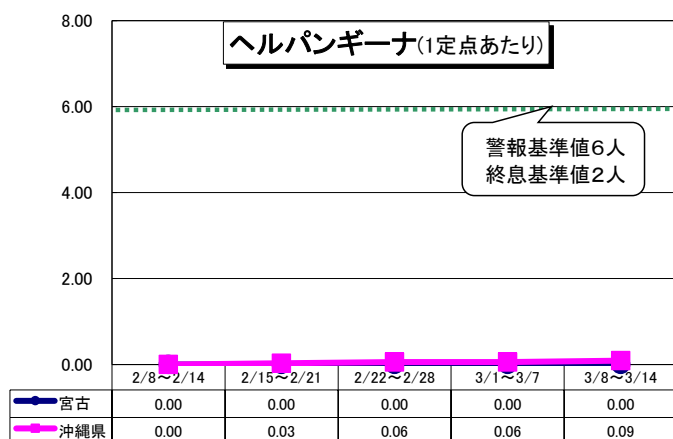 8.00
ヘルパンギーナ(1定点あたり)
6.00
警報基準値6人
終息基準値2人
4.00
2.00
0.00
2/8～2/14 2/15～2/21 2/22～2/28 3/1～3/7 3/8～3/14
宮古 0.00 0.00 0.00 0.00 0.00
沖縄県 0.00 0.03 0.06 0.06 0.09